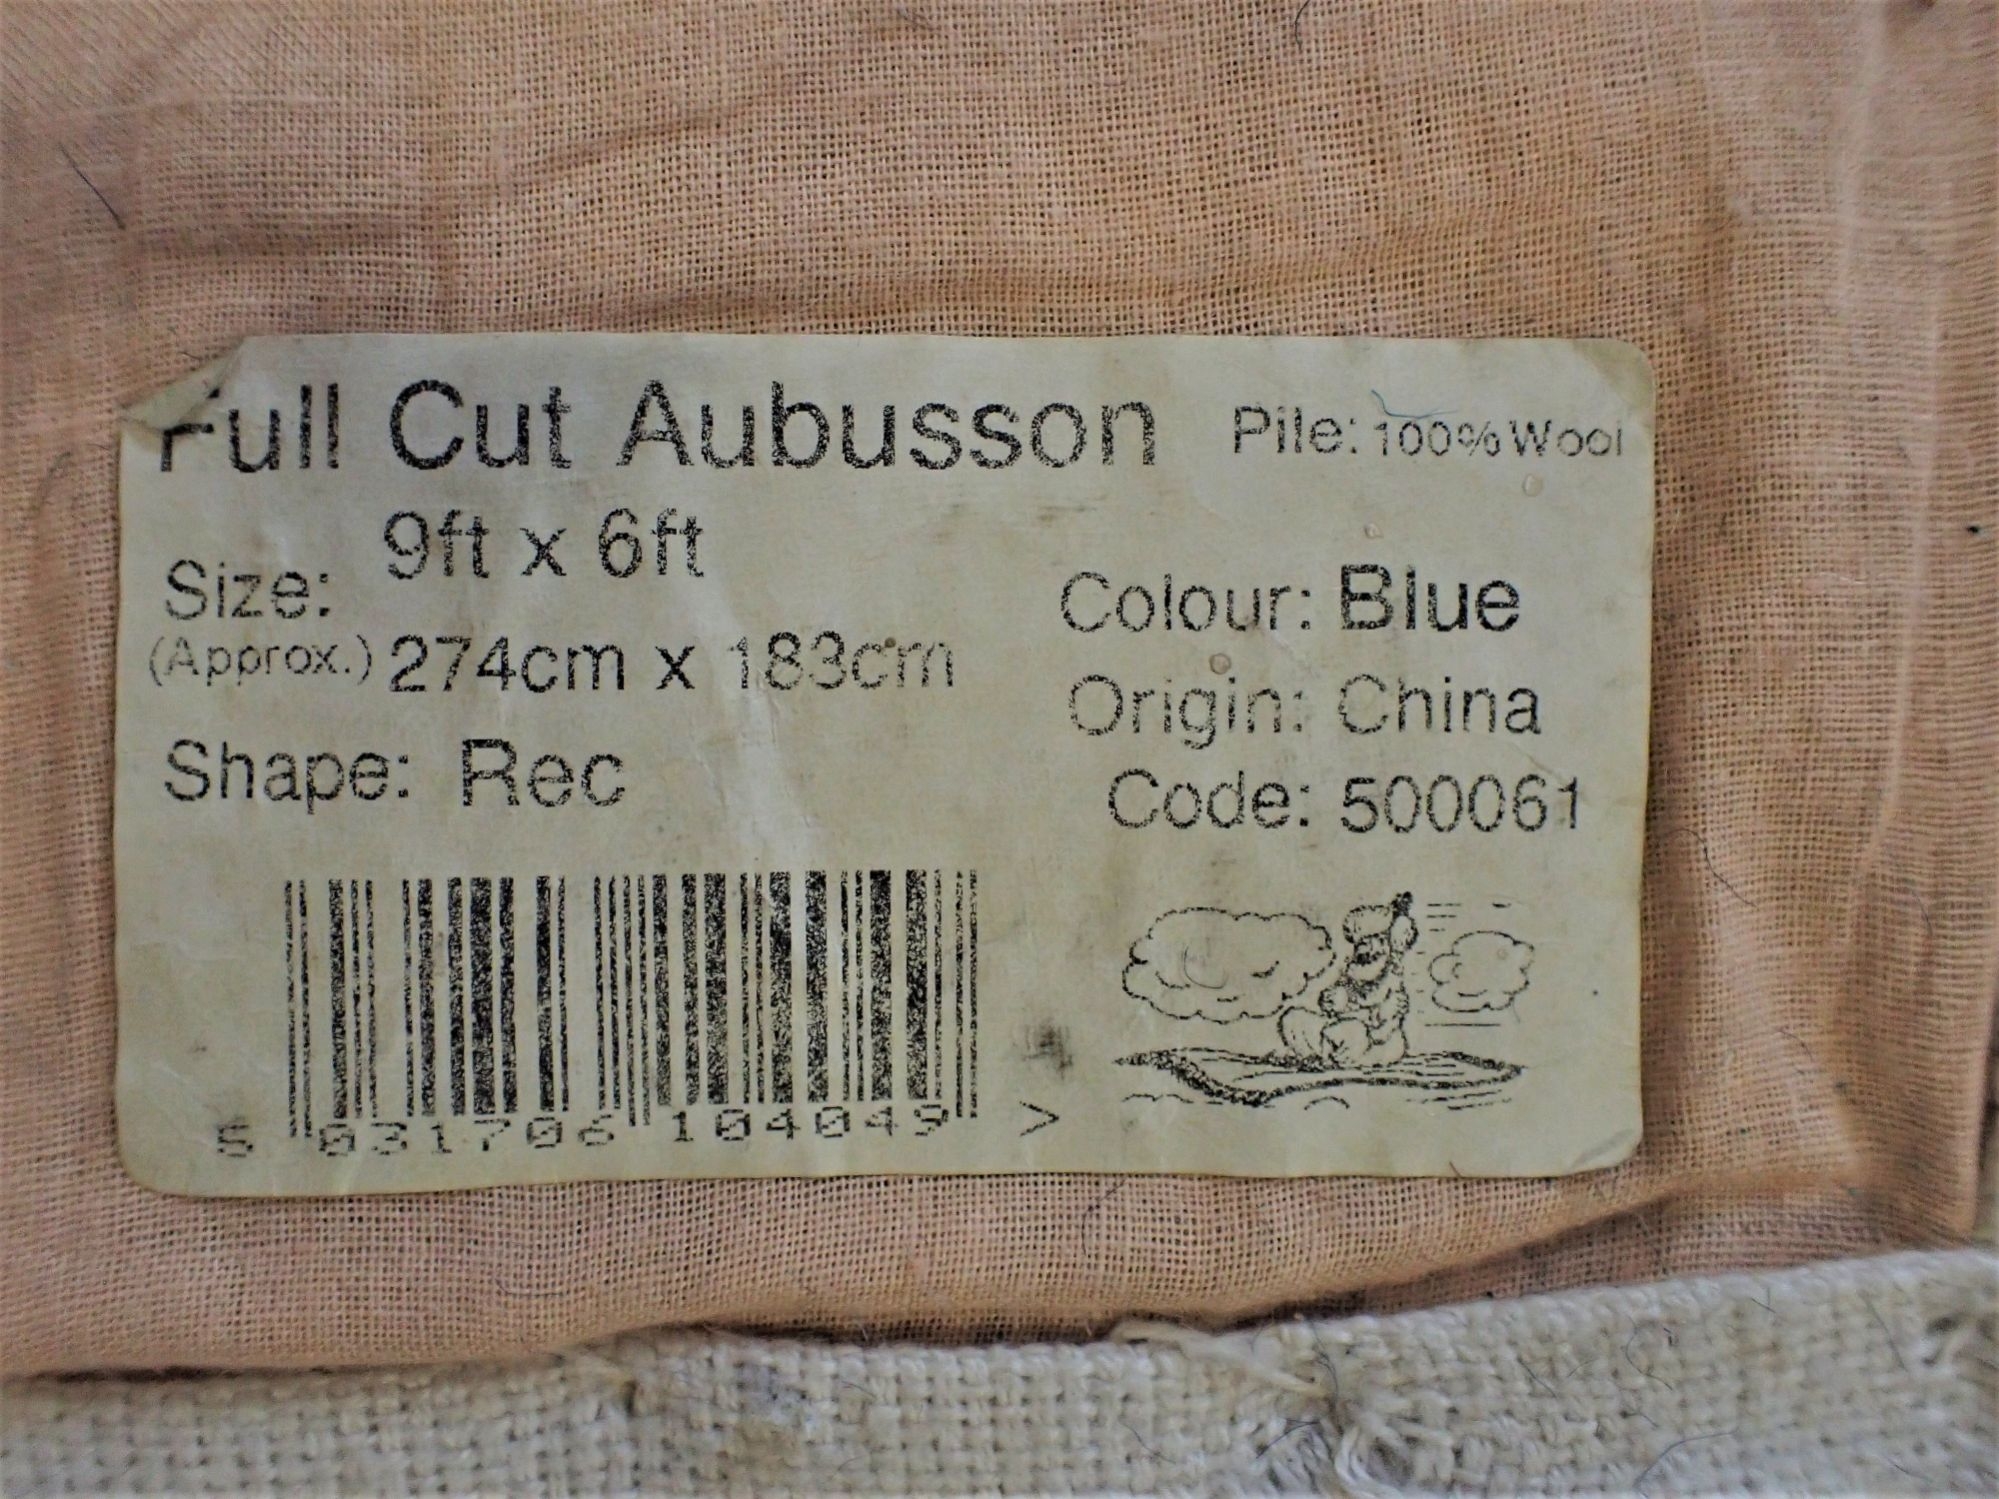 Full Cut Aubusson Pile: 100% Wool
9ft x 6ft
Size:
(Approx.) 274cm x 183cm
Shape: Rec
Colour: Blue
Origin: China
Code: 500061
5 031706 104049 >